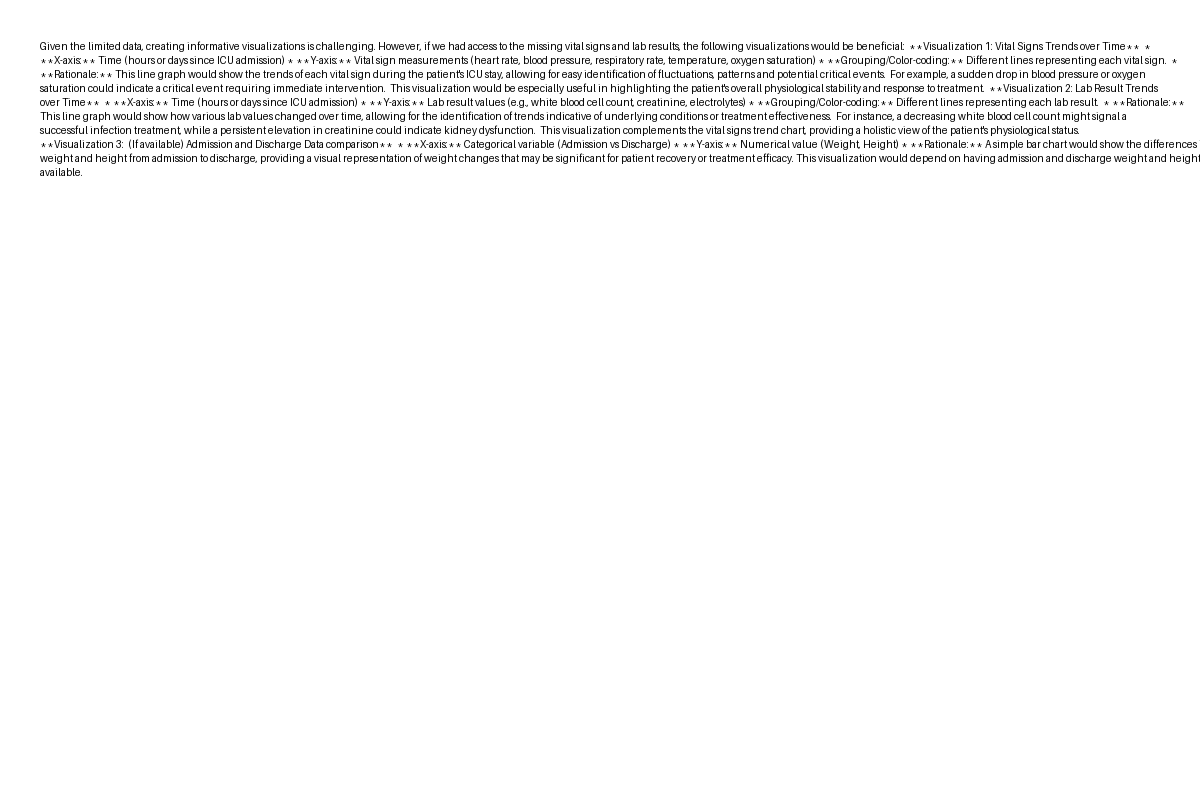 Given the limited data, creating informative visualizations is challenging. However, if we had access to the missing vital signs and lab results, the following visualizations would be beneficial:  **Visualization 1: Vital Signs Trends over Time**  *
**X-axis:** Time (hours or days since ICU admission) * **Y-axis:** Vital sign measurements (heart rate, blood pressure, respiratory rate, temperature, oxygen saturation) * **Grouping/Color-coding:** Different lines representing each vital sign.  *
**Rationale:** This line graph would show the trends of each vital sign during the patient's ICU stay, allowing for easy identification of fluctuations, patterns and potential critical events.  For example, a sudden drop in blood pressure or oxygen
saturation could indicate a critical event requiring immediate intervention.  This visualization would be especially useful in highlighting the patient's overall physiological stability and response to treatment.  **Visualization 2: Lab Result Trends
over Time**  * **X-axis:** Time (hours or days since ICU admission) * **Y-axis:** Lab result values (e.g., white blood cell count, creatinine, electrolytes) * **Grouping/Color-coding:** Different lines representing each lab result.  * **Rationale:**
This line graph would show how various lab values changed over time, allowing for the identification of trends indicative of underlying conditions or treatment effectiveness.  For instance, a decreasing white blood cell count might signal a
successful infection treatment, while a persistent elevation in creatinine could indicate kidney dysfunction.  This visualization complements the vital signs trend chart, providing a holistic view of the patient's physiological status.
**Visualization 3:  (If available) Admission and Discharge Data comparison**  * **X-axis:** Categorical variable (Admission vs Discharge) * **Y-axis:** Numerical value (Weight, Height) * **Rationale:** A simple bar chart would show the differences
weight and height from admission to discharge, providing a visual representation of weight changes that may be significant for patient recovery or treatment efficacy. This visualization would depend on having admission and discharge weight and height
available.